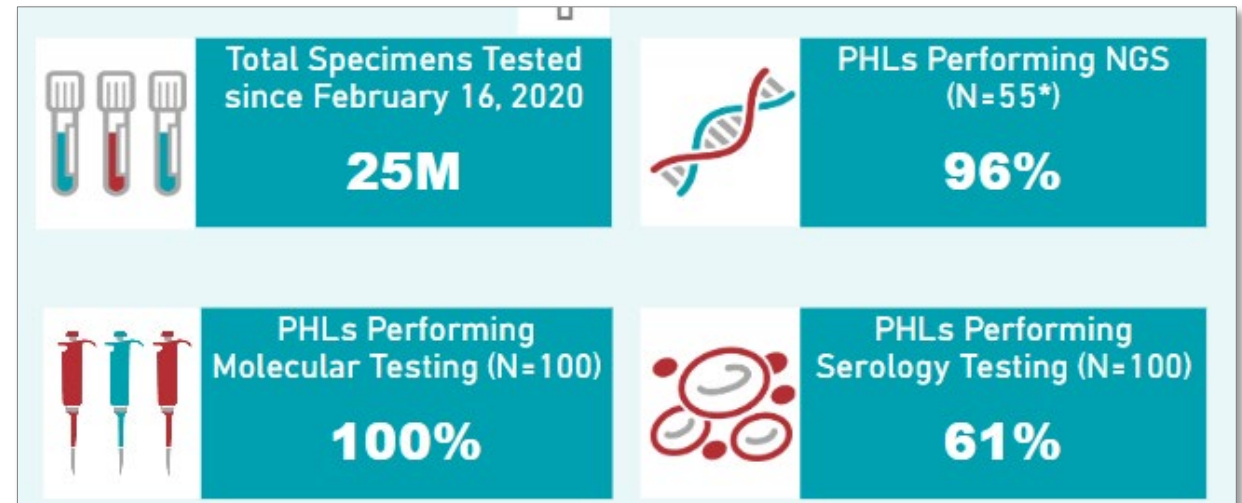 Total Specimens Tested
since February 16, 2020
25M
PHLs Performing NGS
(N=55*)
96%
PHLs Performing
Molecular Testing (N=100)
100%
PHLs Performing
Serology Testing (N=100)
61%